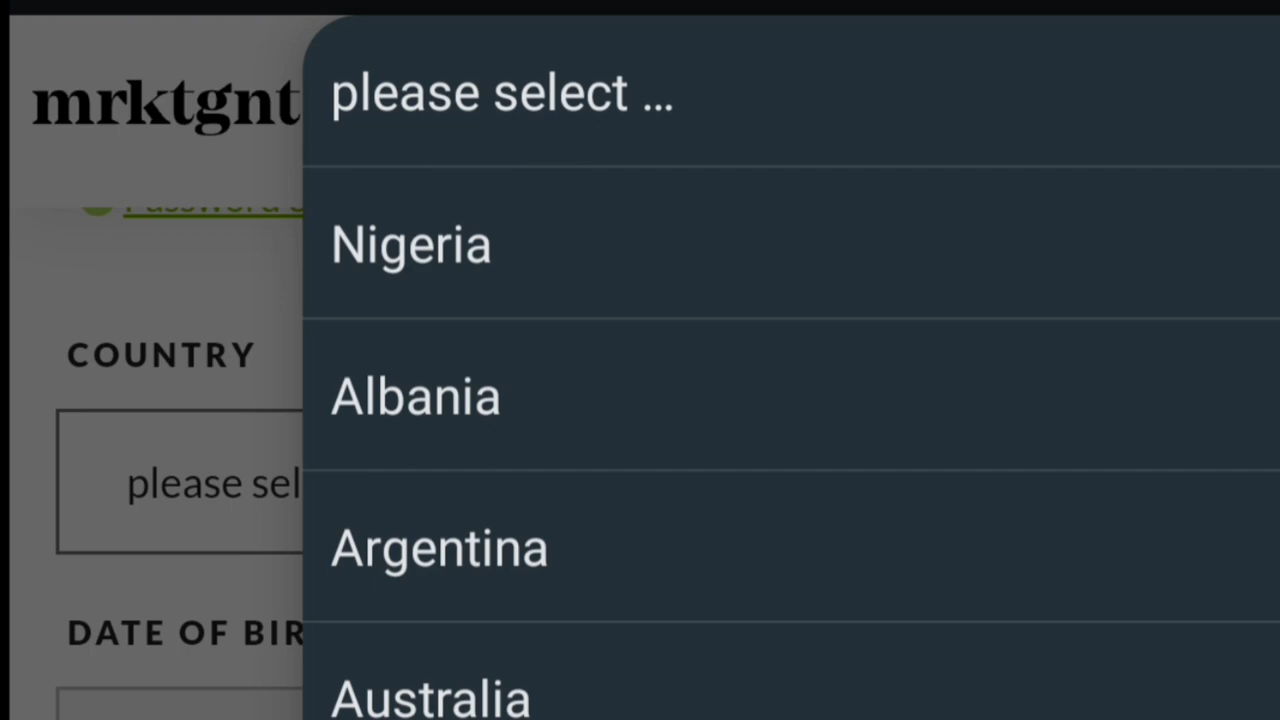 mrktgnt
please select ...
Nigeria
COUNTRY
Albania
please sel
Argentina
DATE OF BIR
Australia